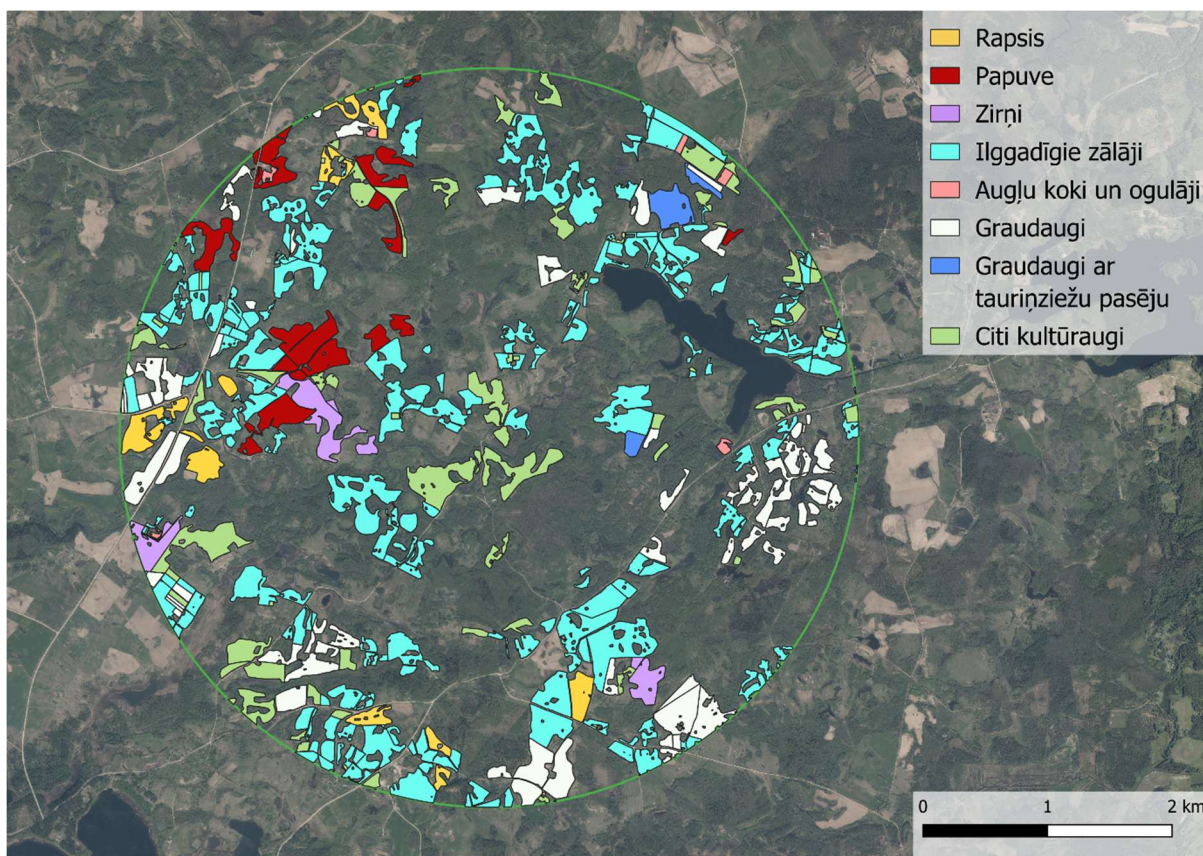 Rapsis
Papuve
Zirņi
Ilggadīgie zālāji
Augļu koki un ogulāji
Graudaugi
Graudaugi ar
tauriņziežu pasēju
Citi kultūraugi
0 1 2 km